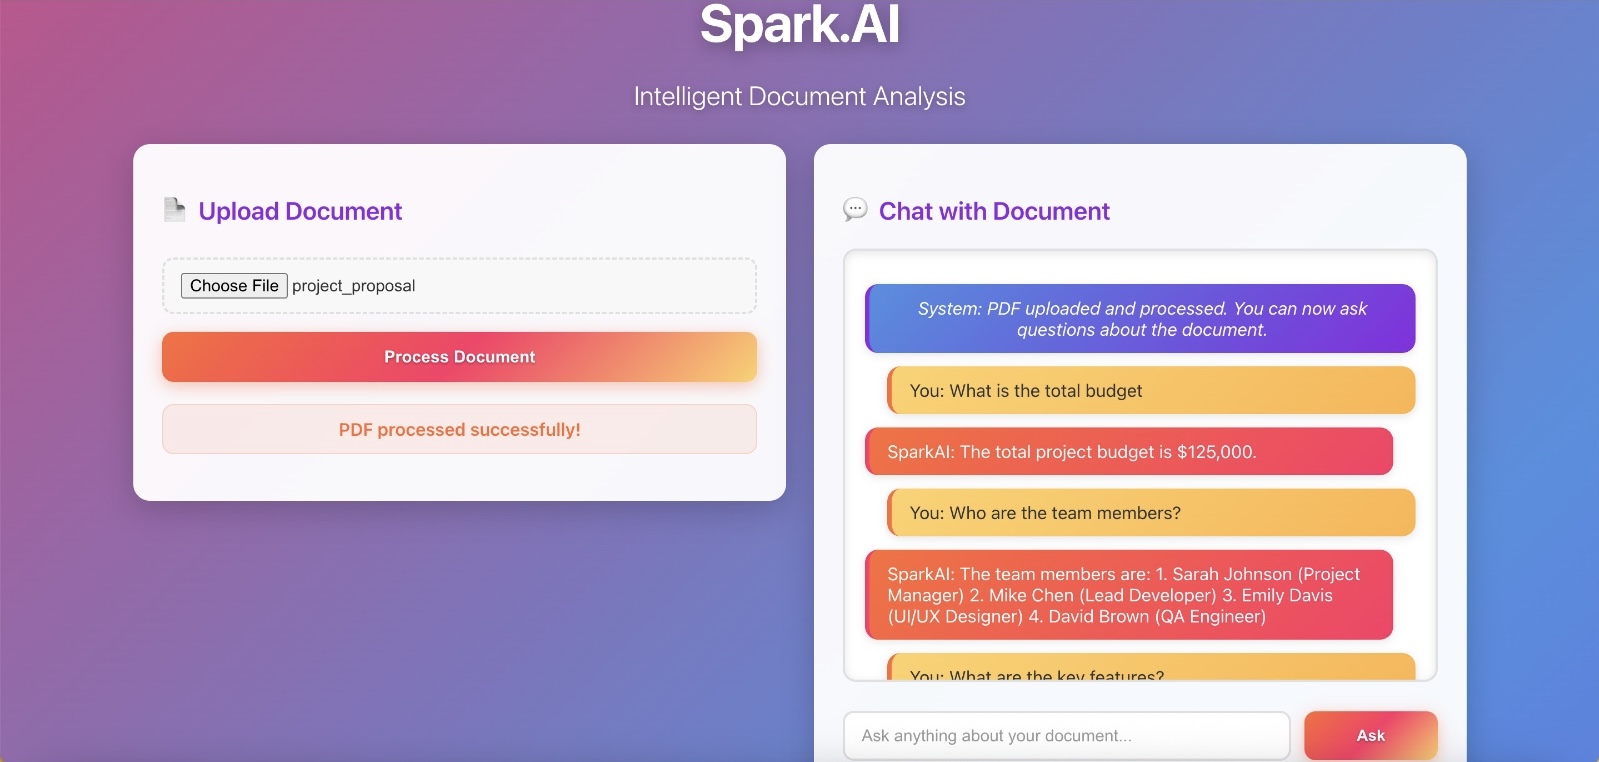 Spark.AI
Intelligent Document Analysis
Upload Document
Choose File project_proposal
Process Document
PDF processed successfully!
Chat with Document
System: PDF uploaded and processed. You can now ask
questions about the document.
You: What is the total budget
SparkAI: The total project budget is $125,000.
You: Who are the team members?
SparkAI: The team members are: 1. Sarah Johnson (Project
Manager) 2. Mike Chen (Lead Developer) 3. Emily Davis
(UI/UX Designer) 4. David Brown (QA Engineer)
You: What are the key features?
Ask anything about your document...
Ask